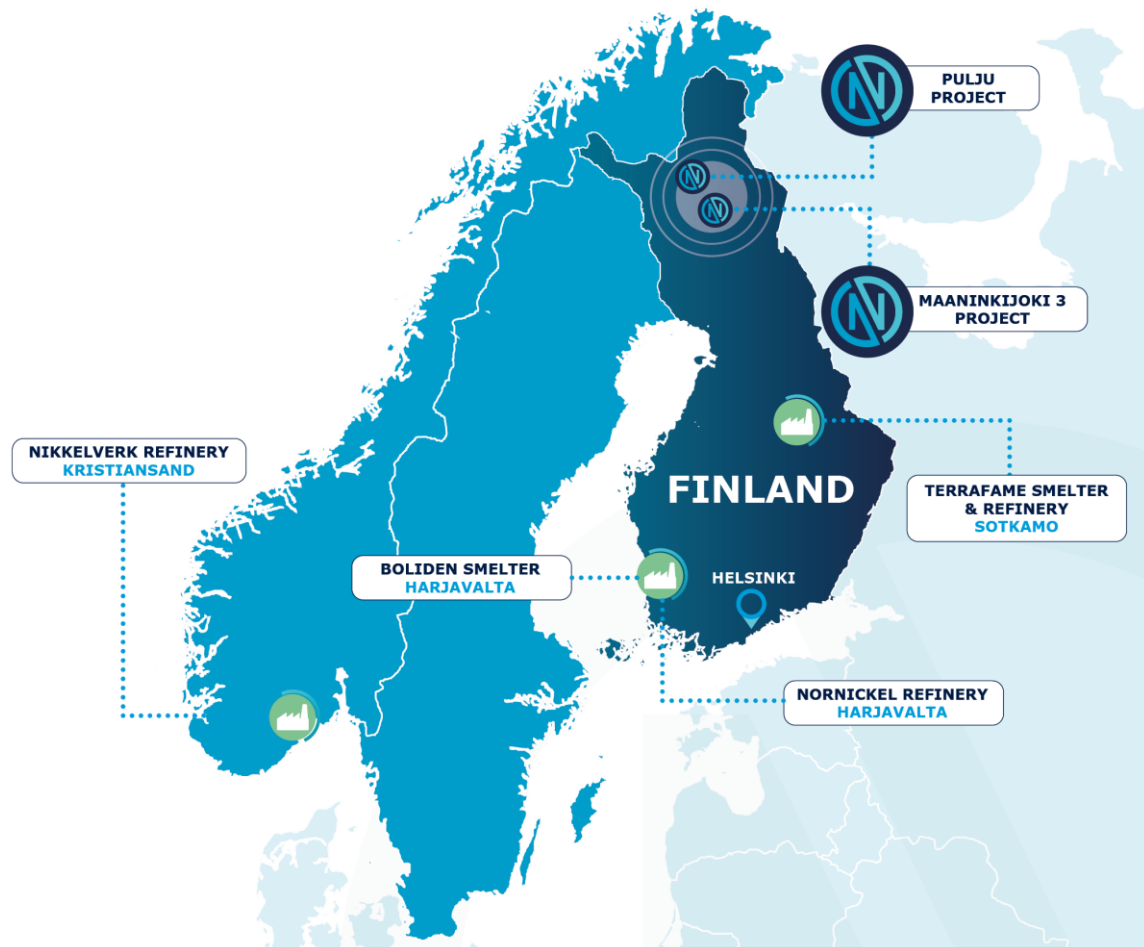 PULJU
PROJECT
MAANINKIJOKI 3
PROJECT
NIKKELVERK REFINERY
KRISTIANSAND
FINLAND
TERRAFAME SMELTER
& REFINERY
SOTKAMO
BOLIDEN SMELTER
HARJAVALTA
HELSINKI
NORNICKEL REFINERY
HARJAVALTA